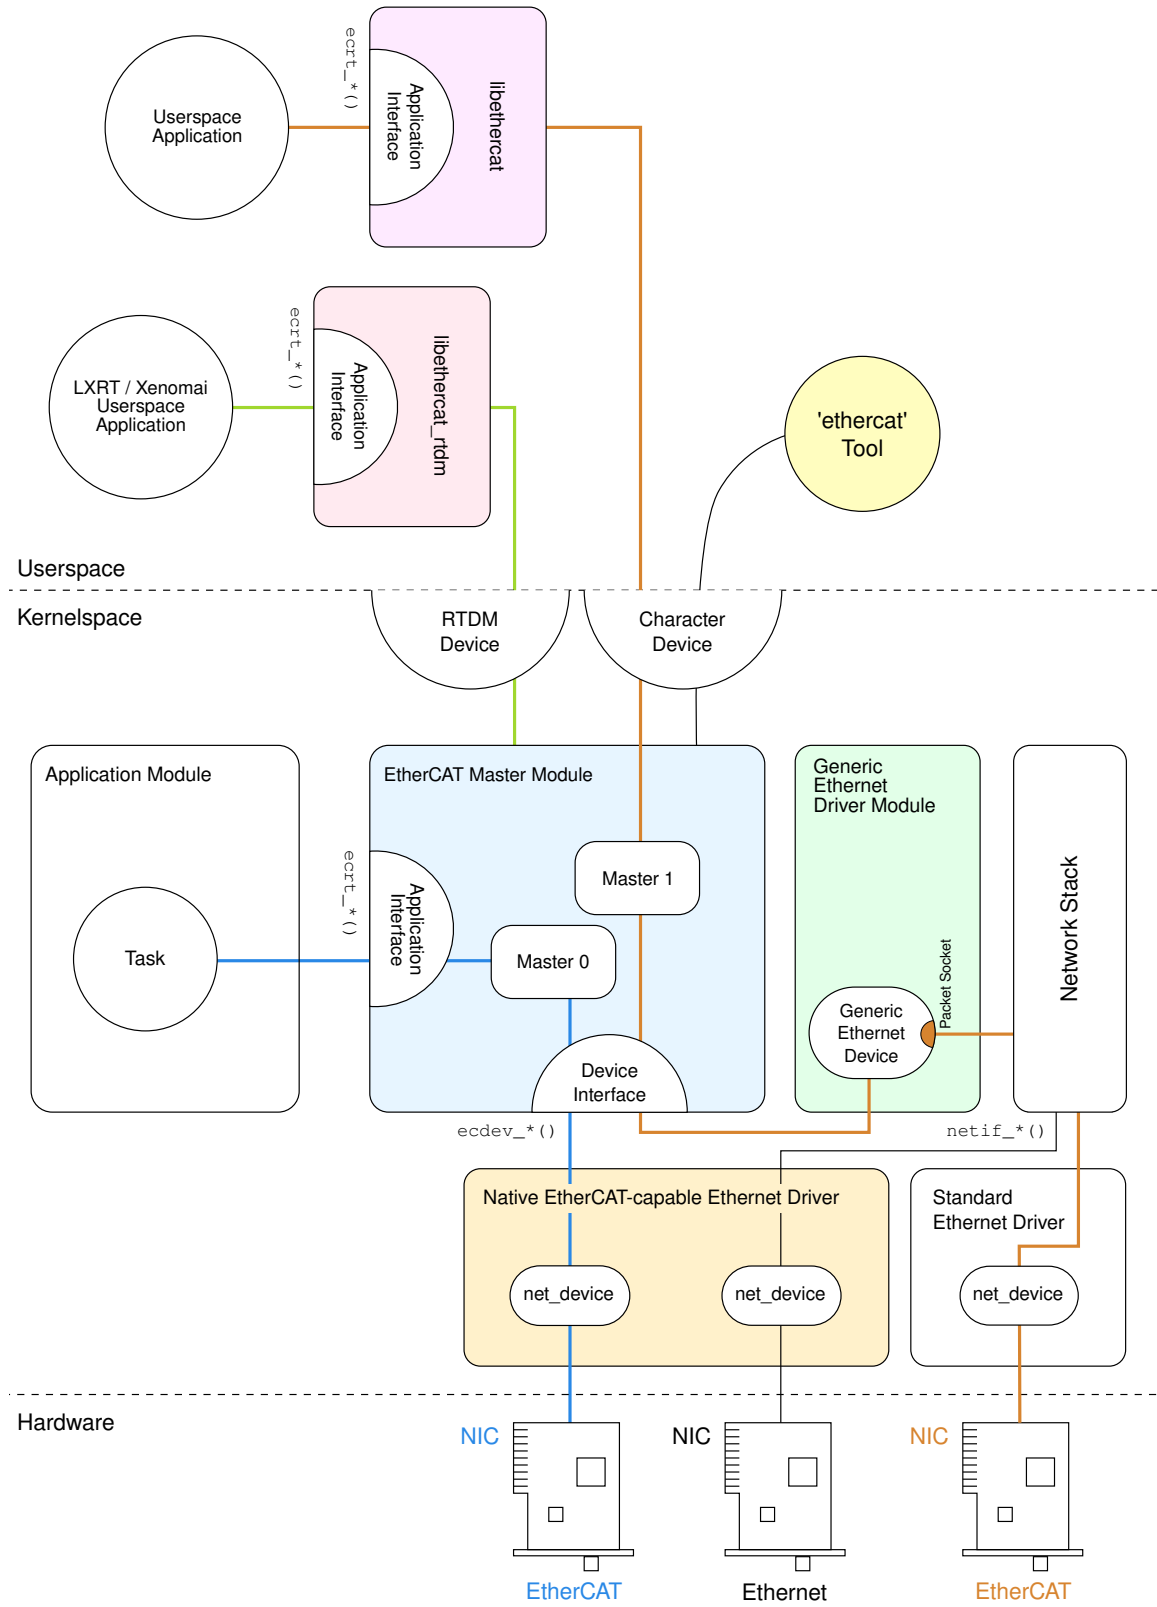 ecrt_*()
Application
Interface
libethercat
Userspace
Application
ecrt_*()
Application
Interface
libethercat_rtdm
LXRT / Xenomai
Userspace
Application
'ethercat'
Tool
Userspace
Kernelspace
RTDM
Device
Character
Device
Application Module
EtherCAT Master Module
Generic
Ethernet
Driver Module
Network Stack
ecrt_*()
Application
Interface
Master 1
Task
Master 0
Packet Socket
Generic
Ethernet
Device
Device
Interface
ecdev_*()
netif_*()
Native EtherCAT-capable Ethernet Driver
Standard
Ethernet Driver
net_device
net_device
net_device
Hardware
NIC
NIC
NIC
EtherCAT
Ethernet
EtherCAT